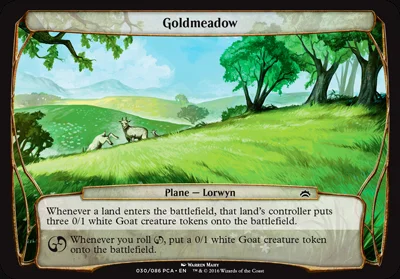 Goldmeadow
Plane — Lorwyn
Whenever a land enters the battlefield, that land's controller puts
three 0/1 white Goat creature tokens onto the battlefield.
Whenever you roll , put a 0/1 white Goat creature token
onto the battlefield.
Warren Mahy
030/086 PCA • EN ™ & © 2016 Wizards of the Coast